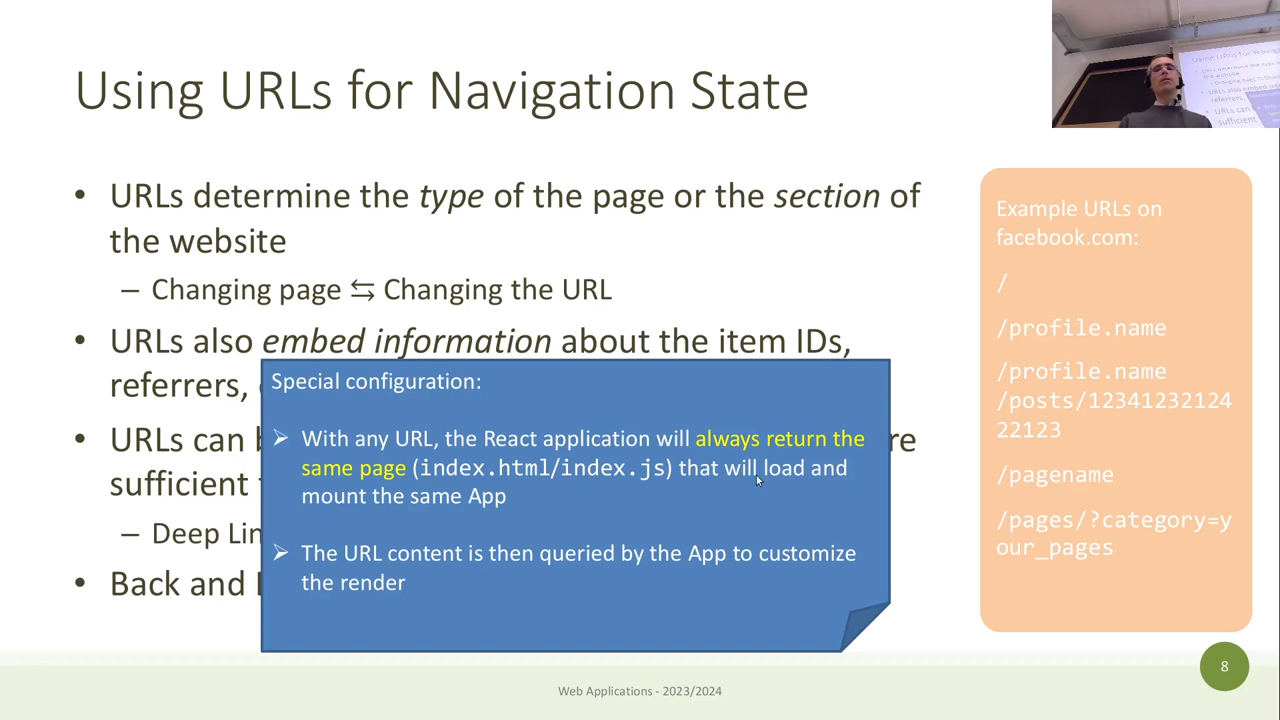 Using URLs for Navigation State
• URLs determine the type of the page or the section of
the website
– Changing page ⇆ Changing the URL
• URLs also embed information about the item IDs,
referrers,
• URLs can
sufficient
– Deep
• Back and
Special configuration:
➢ With any URL, the React application will always return the
same page (index.html/index.js) that will load and
mount the same App
➢ The URL content is then queried by the App to customize
the render
Example URLs on
facebook.com:
/
/profile.name
/profile.name
/posts/12341232124
22123
/pagename
/pages/?category=y
our_pages
Web Applications - 2023/2024
8